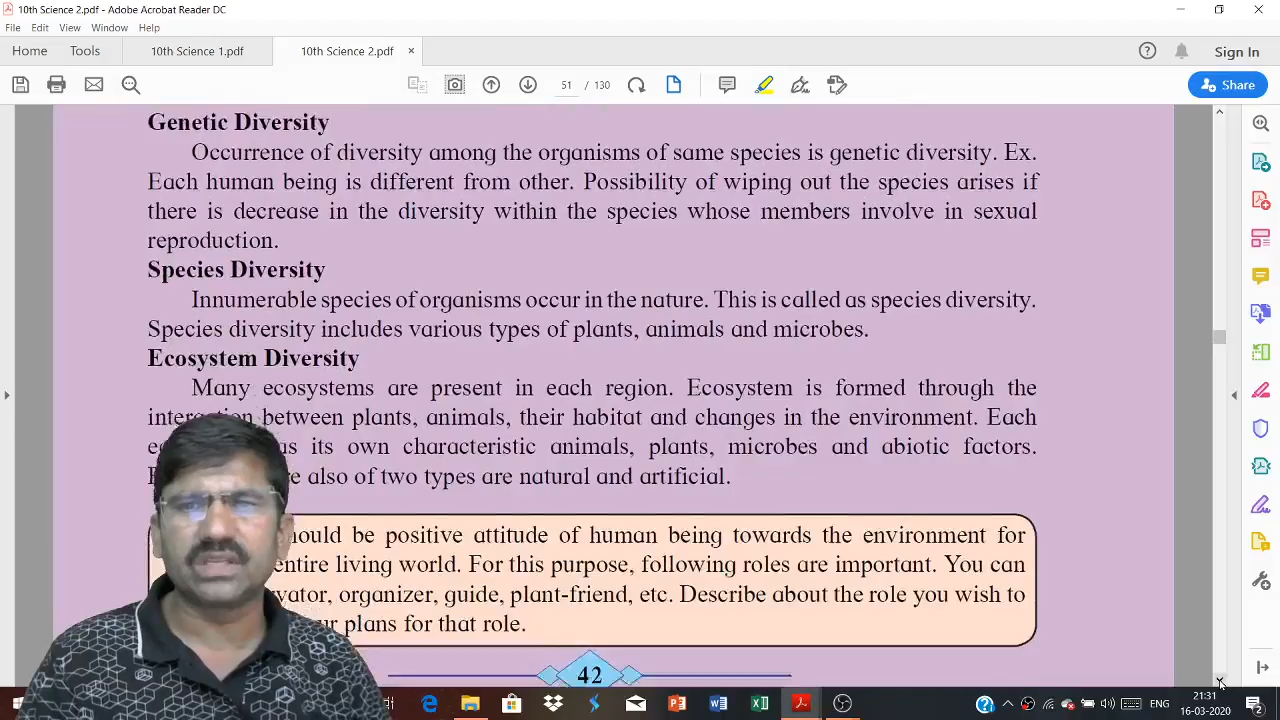 10th Science 2.pdf - Adobe Acrobat Reader DC
File Edit View Window Help
Home Tools 10th Science 1.pdf 10th Science 2.pdf × Sign In
51 / 130 Share
Genetic Diversity
Occurrence of diversity among the organisms of same species is genetic diversity. Ex.
Each human being is different from other. Possibility of wiping out the species arises if
there is decrease in the diversity within the species whose members involve in sexual
reproduction.
Species Diversity
Innumerable species of organisms occur in the nature. This is called as species diversity.
Species diversity includes various types of plants, animals and microbes.
Ecosystem Diversity
Many ecosystems are present in each region. Ecosystem is formed through the
interaction between plants, animals, their habitat and changes in the environment. Each
its own characteristic animals, plants, microbes and abiotic factors.
also of two types are natural and artificial.
be positive attitude of human being towards the environment for
entire living world. For this purpose, following roles are important. You can
organizer, guide, plant-friend, etc. Describe about the role you wish to
plans for that role.
42
ENG
21:31
16-03-2020